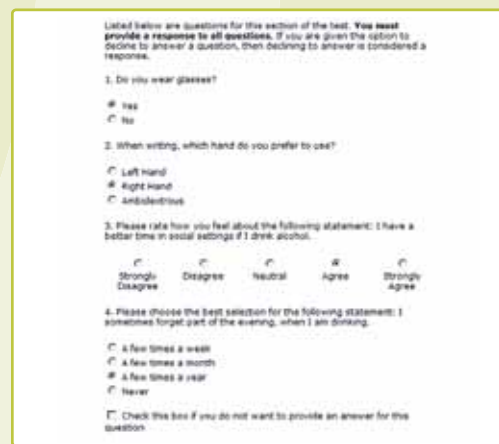 Listed below are questions for this section of the test. You must
provide a response to all questions. If you are given the option to
decline to answer a question, then declining to answer is considered a
response.
1. Do you wear glasses?
Yes
No
2. When writing, which hand do you prefer to use?
Left Hand
Right Hand
Ambidextrous
3. Please rate how you feel about the following statement: I have a
better time in social settings if I drink alcohol.
Strongly Disagree Neutral Agree Strongly
Disagree Agree
4. Please choose the best selection for the following statement: I
sometimes forget part of the evening, when I am drinking.
A few times a week
A few times a month
A few times a year
Never
Check this box if you do not want to provide an answer for this
question